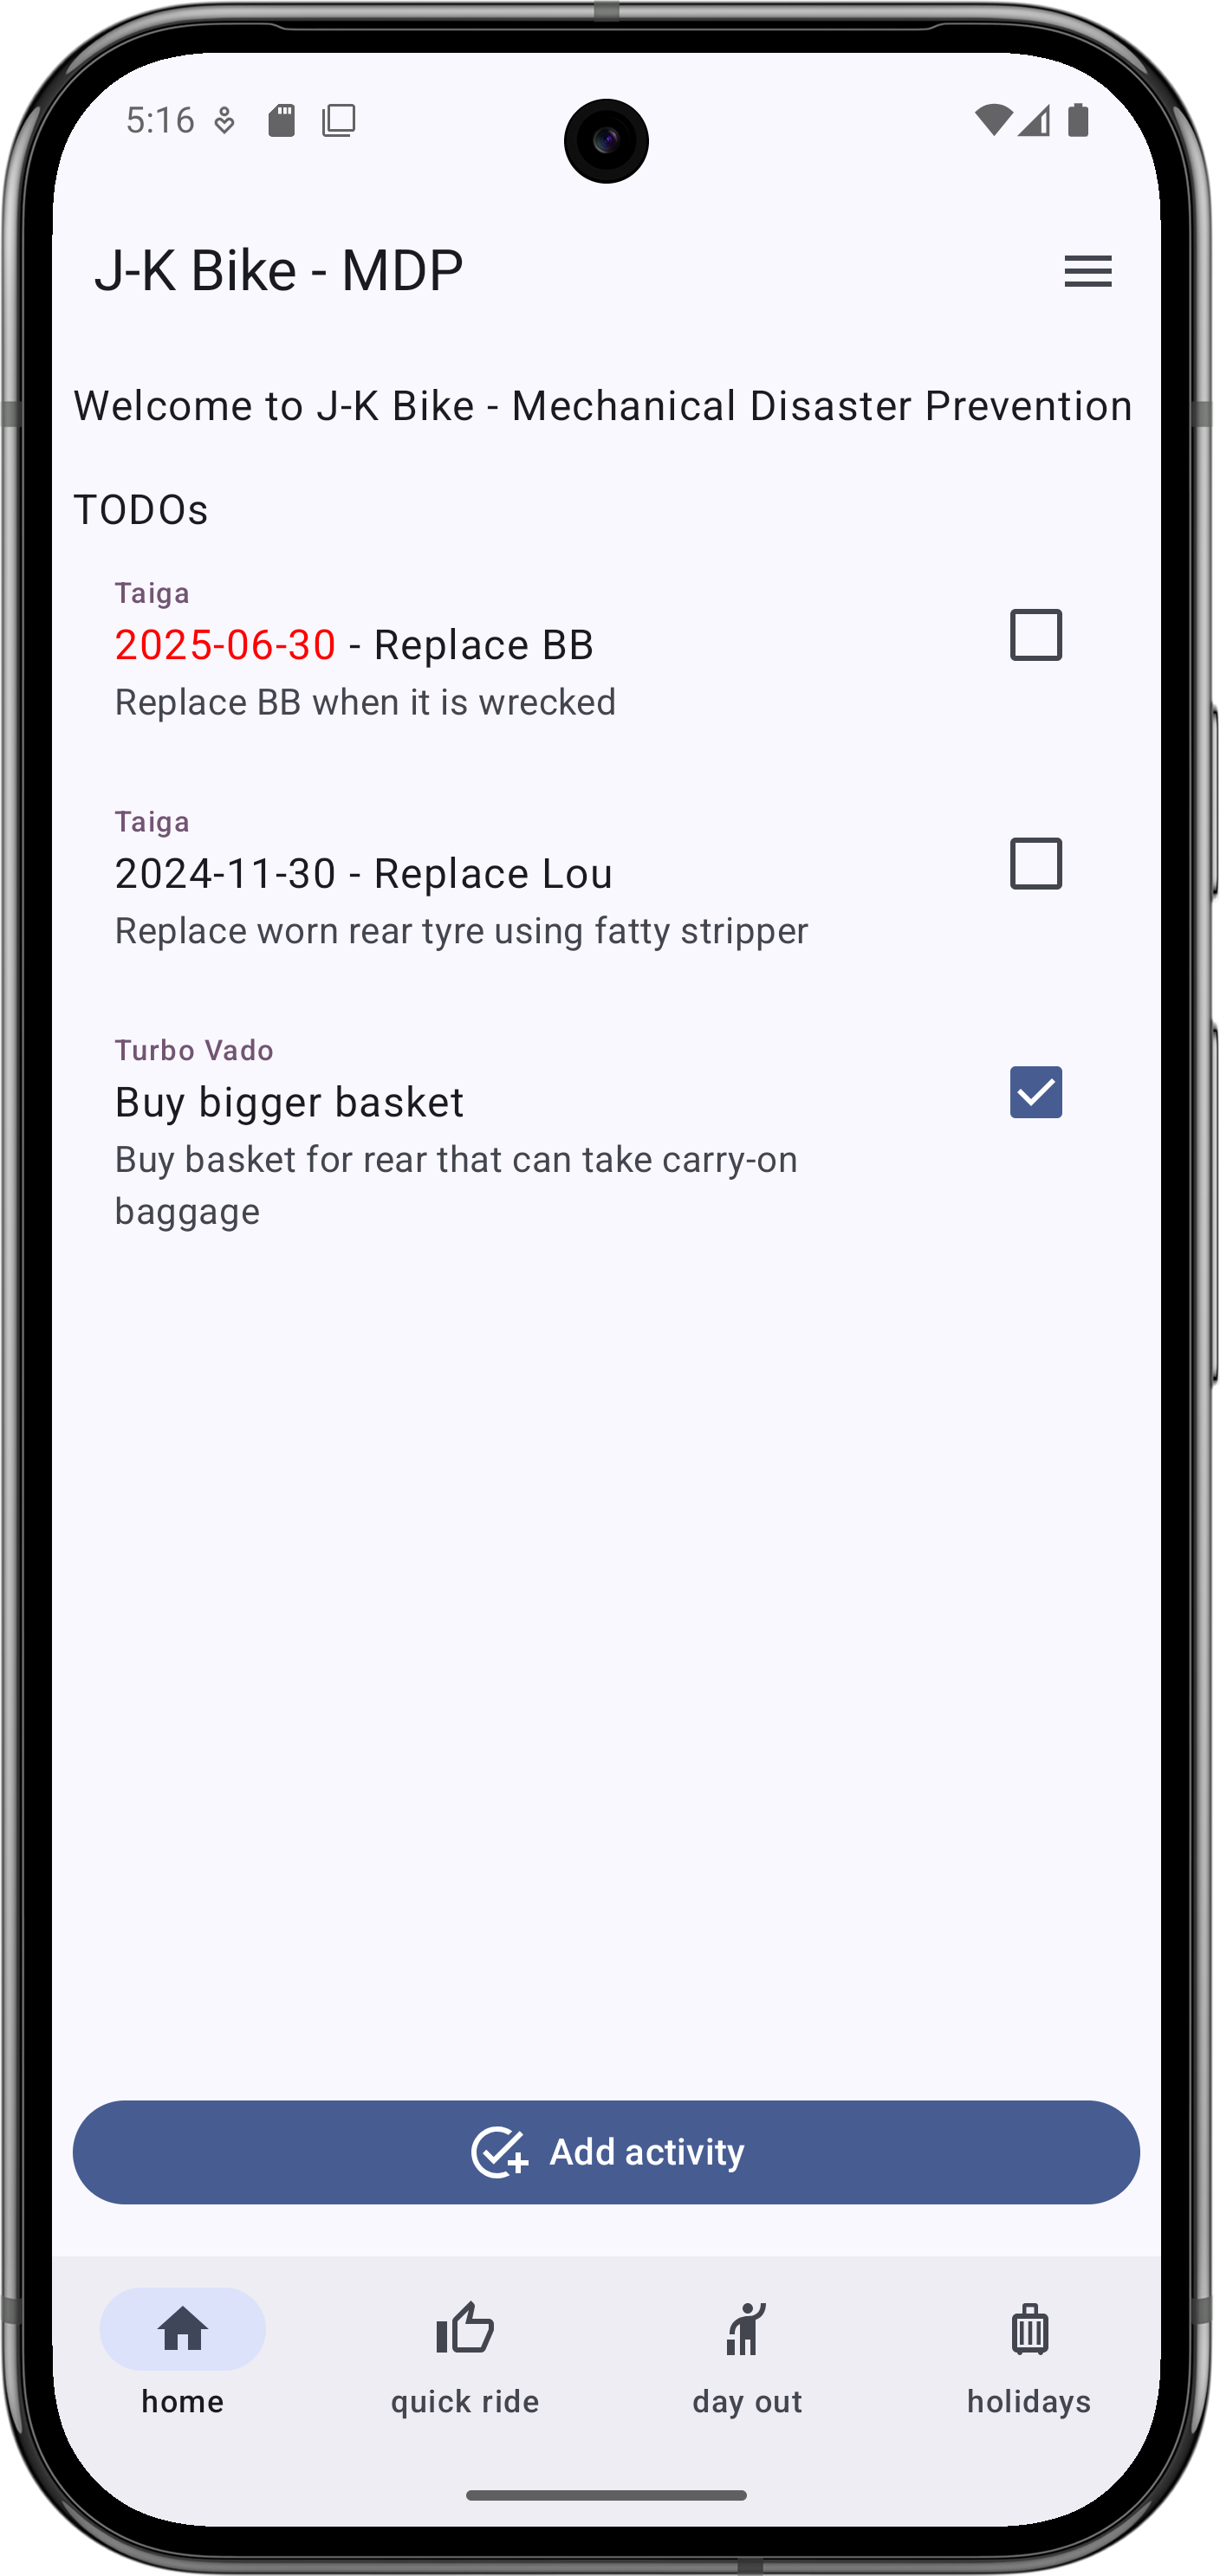 5:16
J-K Bike - MDP
Welcome to J-K Bike - Mechanical Disaster Prevention
TODOs
Taiga
2025-06-30 - Replace BB
Replace BB when it is wrecked
Taiga
2024-11-30 - Replace Lou
Replace worn rear tyre using fatty stripper
Turbo Vado
Buy bigger basket
Buy basket for rear that can take carry-on
baggage
Add activity
home
quick ride
day out
holidays